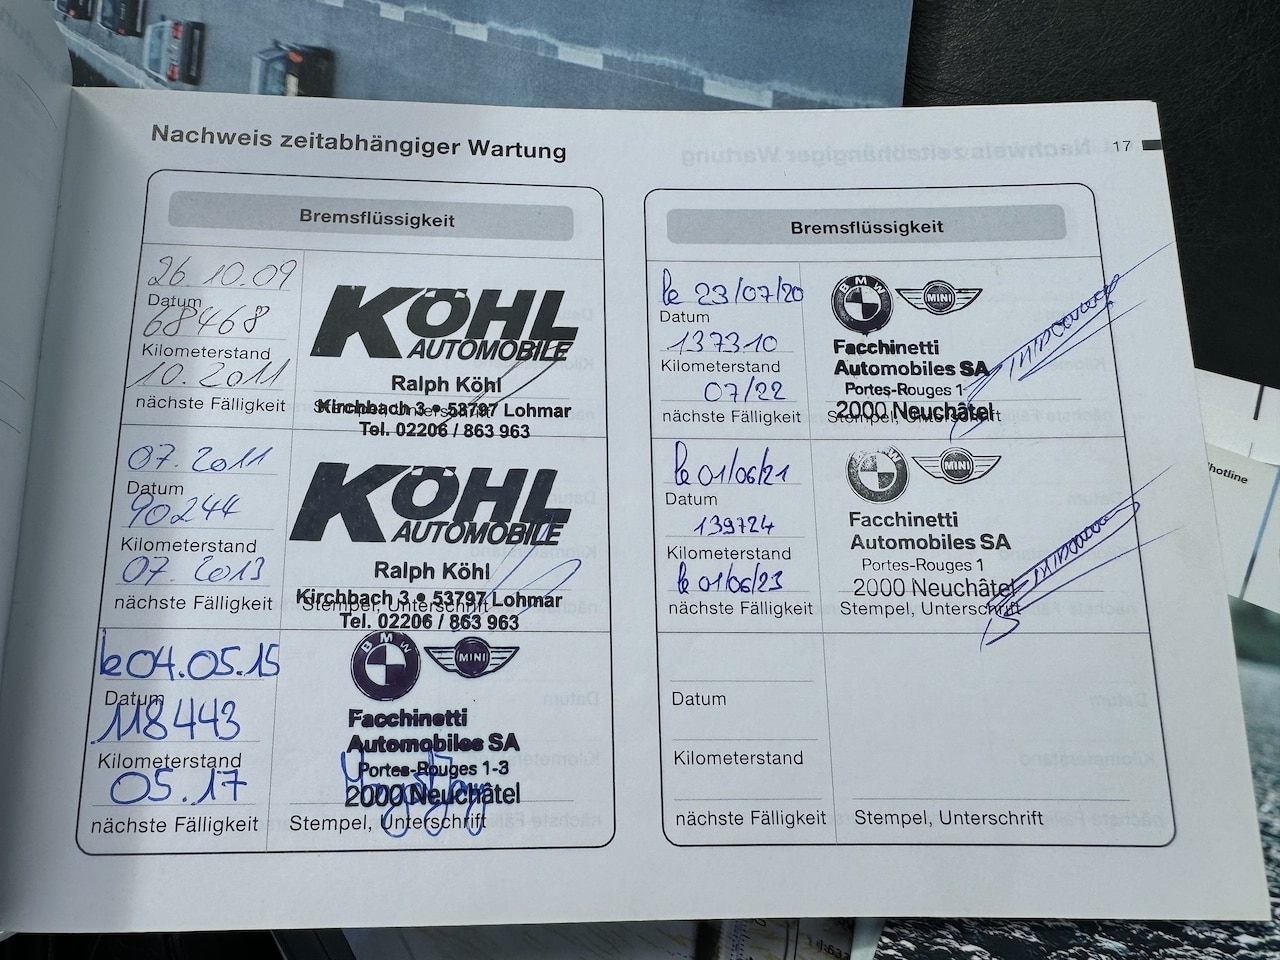 Nachweis zeitabhängiger Wartung
17
Bremsflüssigkeit
26.10.09
Datum
68468
Kilometerstand
10.2011
nächste Fälligkeit
KÖHL
AUTOMOBILE
Ralph Köhl
Kirchbach 3 • 53797 Lohmar
Stempel, Unterschrift
Tel. 02206 / 863 963
07.2011
Datum
90244
Kilometerstand
07.2013
nächste Fälligkeit
KÖHL
AUTOMOBILE
Ralph Köhl
Kirchbach 3 • 53797 Lohmar
Stempel, Unterschrift
Tel. 02206 / 863 963
le 04.05.15
Datum
118443
Kilometerstand
05.17
nächste Fälligkeit
BMW
MINI
Facchinetti
Automobiles SA
Portes-Rouges 1-3
2000 Neuchâtel
Stempel, Unterschrift
Bremsflüssigkeit
le 23/07/20
Datum
137310
Kilometerstand
07/22
nächste Fälligkeit
BMW
MINI
Facchinetti
Automobiles SA
Portes-Rouges 1
2000 Neuchâtel
Stempel, Unterschrift
le 01/06/21
Datum
139724
Kilometerstand
le 01/06/23
nächste Fälligkeit
BMW
MINI
Facchinetti
Automobiles SA
Portes-Rouges 1
2000 Neuchâtel
Stempel, Unterschrift
Datum
Kilometerstand
nächste Fälligkeit
Stempel, Unterschrift
hotline